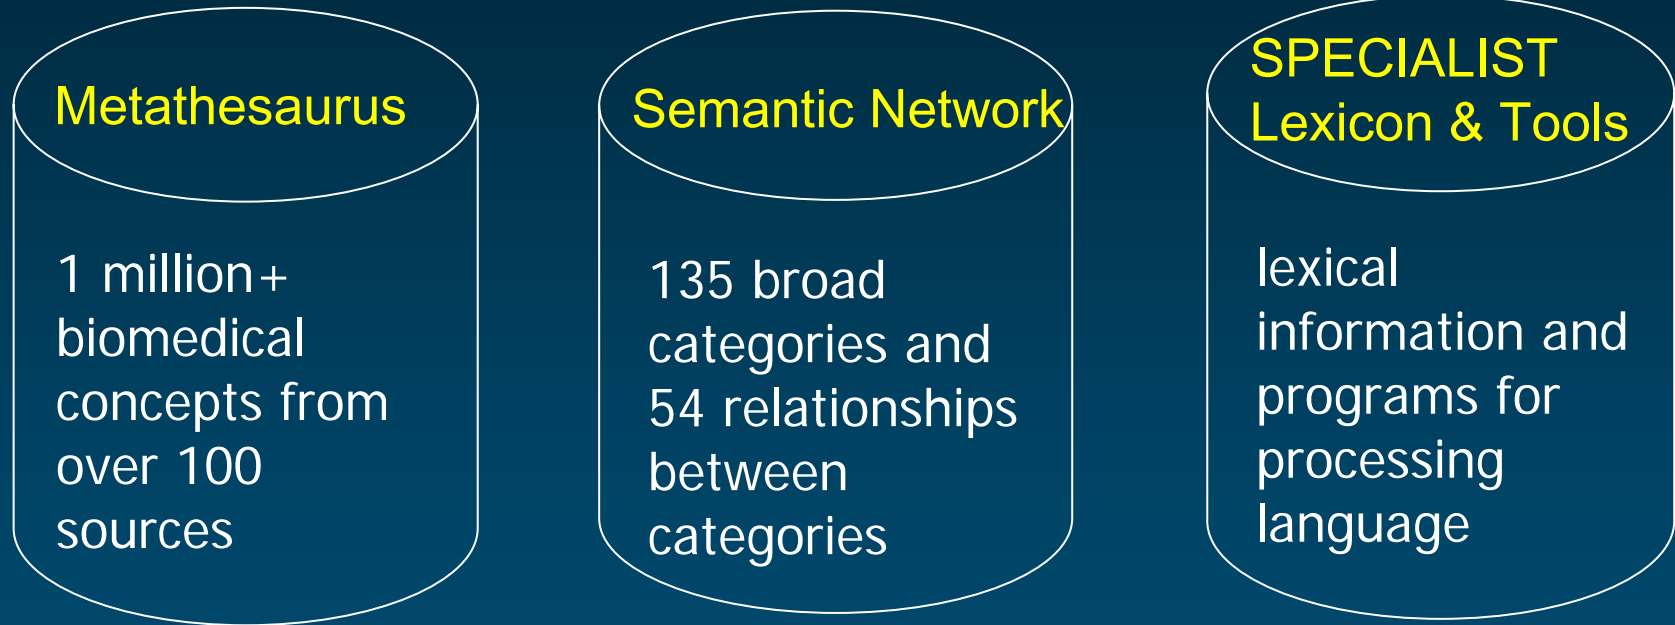 Metathesaurus
1 million+
biomedical
concepts from
over 100
sources
Semantic Network
135 broad
categories and
54 relationships
between
categories
SPECIALIST
Lexicon & Tools
lexical
information and
programs for
processing
language